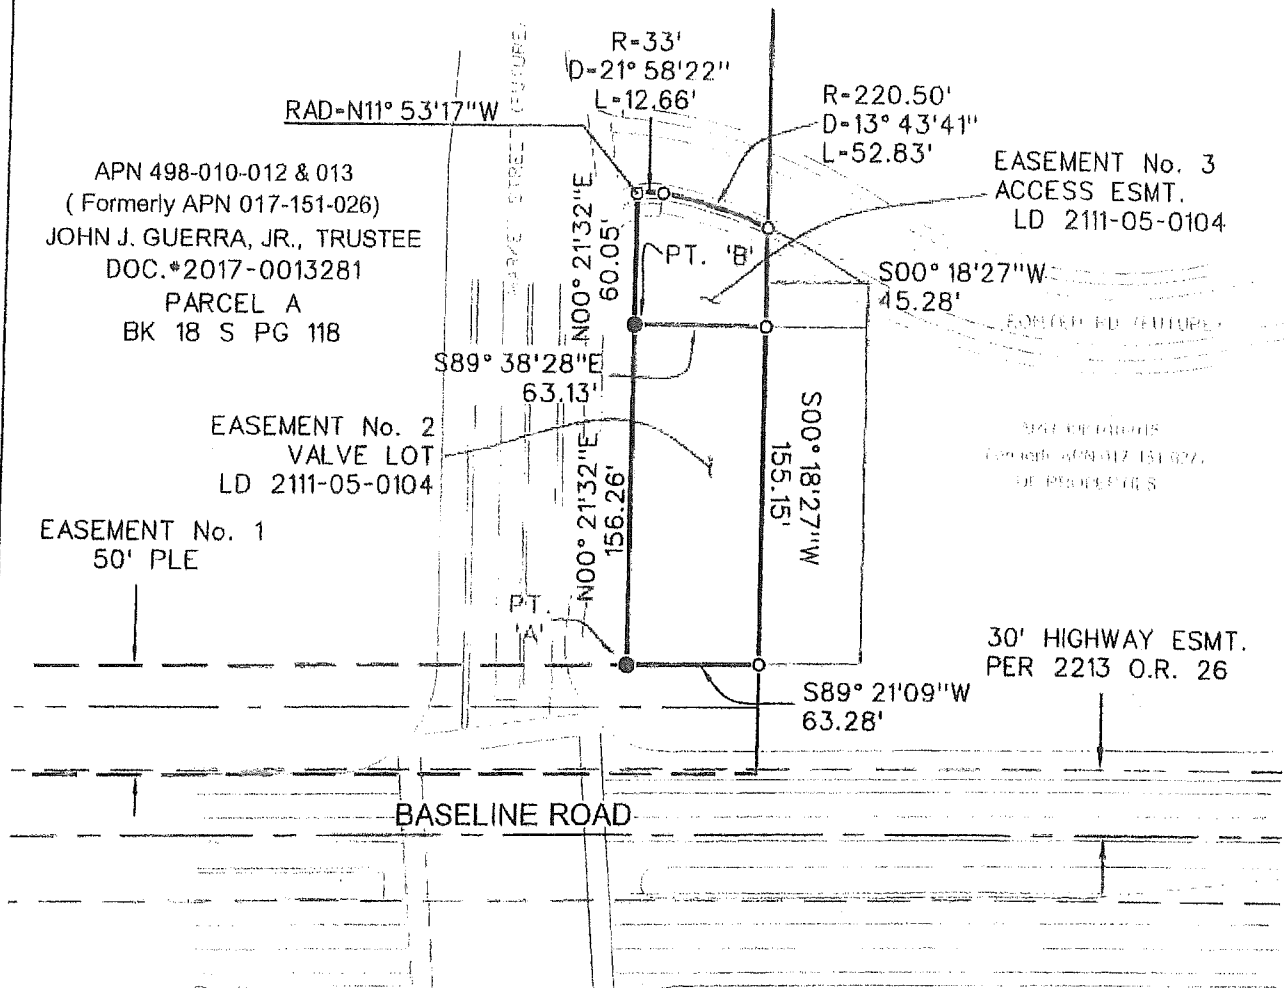 R=33'
D=21° 58'22"
L=12.66'
RAD=N11° 53'17"W
R=220.50'
D=13° 43'41"
L=52.83'
APN 498-010-012 & 013
( Formerly APN 017-151-026)
JOHN J. GUERRA, JR., TRUSTEE
DOC.#2017-0013281
PARCEL A
BK 18 S PG 118
EASEMENT No. 3
ACCESS ESMT.
LD 2111-05-0104
N00° 21'32"E
60.05'
PT. 'B'
S00° 18'27"W
45.28'
S89° 38'28"E
63.13'
EASEMENT No. 2
VALVE LOT
LD 2111-05-0104
N00° 21'32"E
156.26'
S00° 18'27"W
155.15'
EASEMENT No. 1
50' PLE
PT.
'A'
30' HIGHWAY ESMT.
PER 2213 O.R. 26
S89° 21'09"W
63.28'
BASELINE ROAD
MARKET STREET (FUTURE)